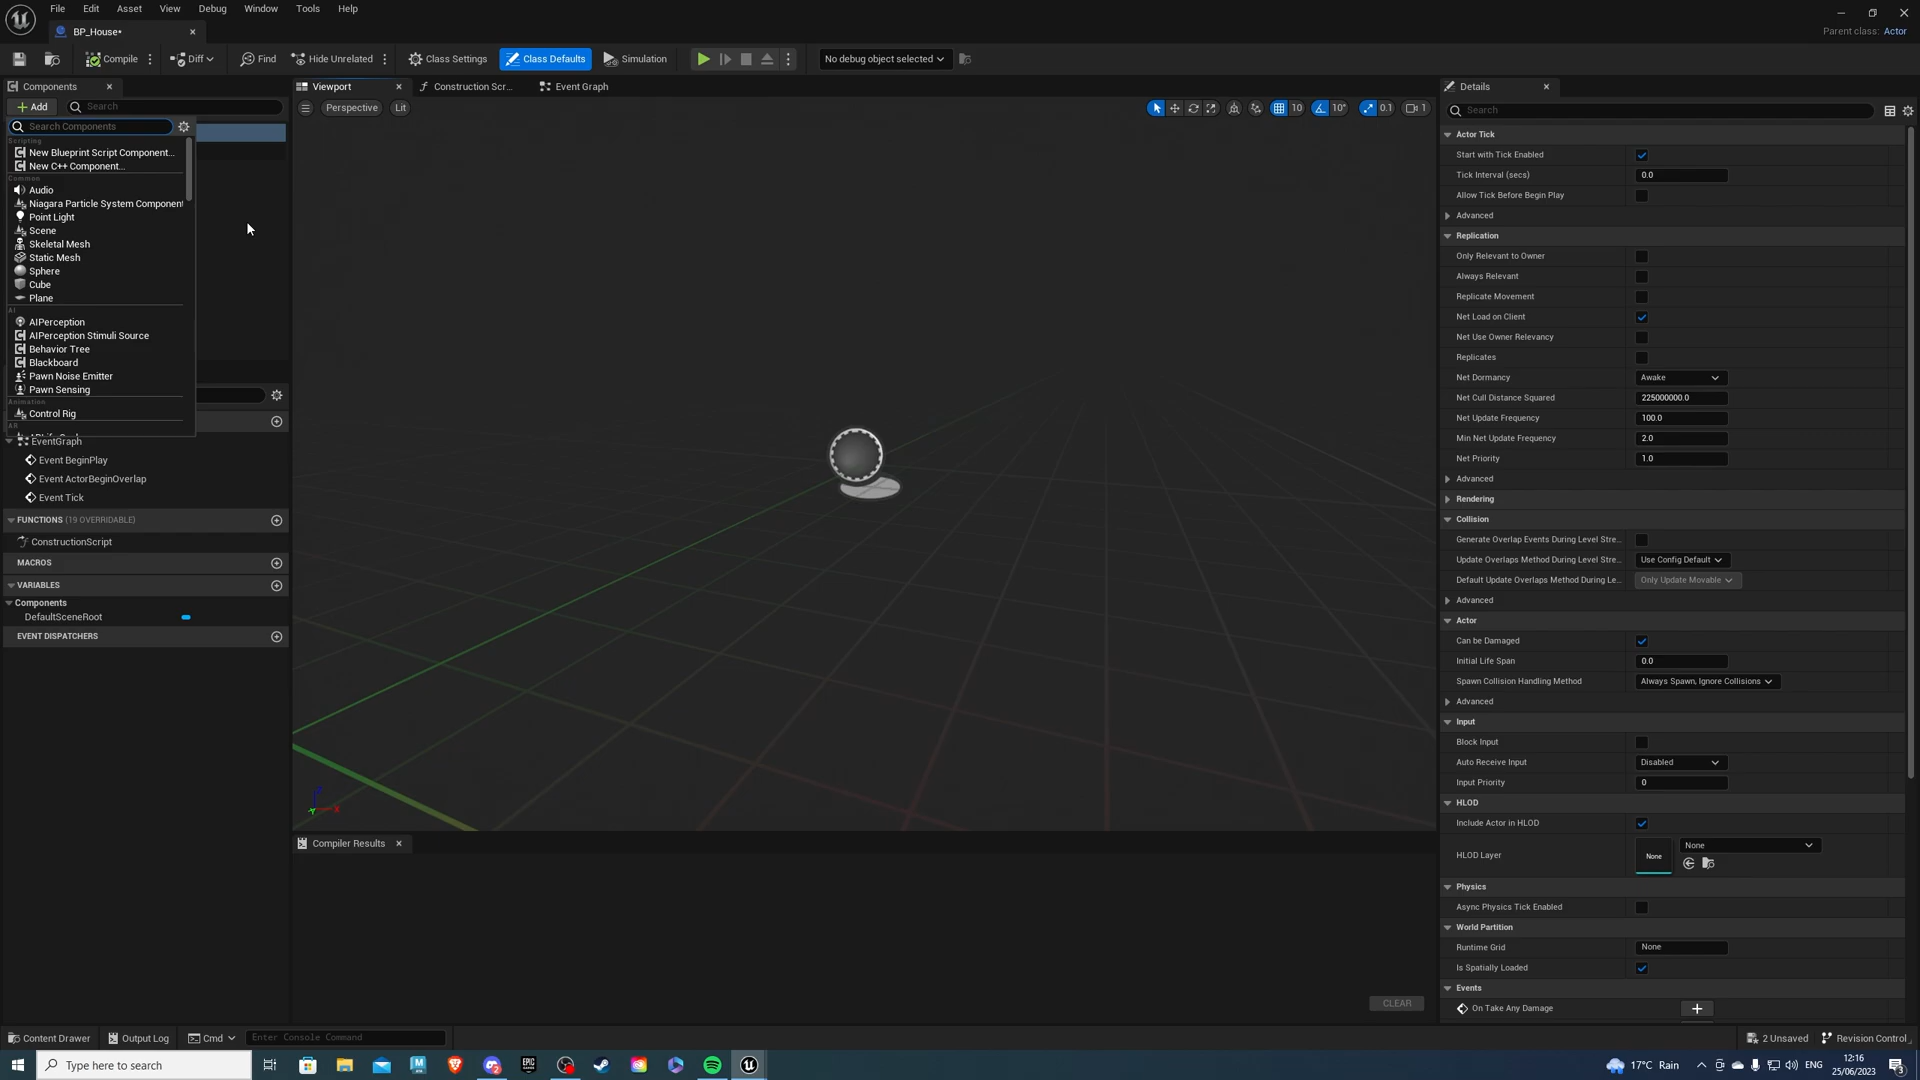 File Edit Asset View Window Debug Tools Help
BP_House*
Parent class: Actor
Compile Diff Find Hide Unrelated Class Settings Class Defaults Simulation No debug object selected
Components
Add Search
Search Components
Scripting
New Blueprint Script Component...
New C++ Component...
Common
Audio
Niagara Particle System Component
Point Light
Scene
Skeletal Mesh
Static Mesh
Sphere
Cube
Plane
AI
AIPerception
AIPerception Stimuli Source
Behavior Tree
Blackboard
Pawn Noise Emitter
Pawn Sensing
Animation
Control Rig
AR
EventGraph
Event BeginPlay
Event ActorBeginOverlap
Event Tick
FUNCTIONS (19 OVERRIDABLE)
ConstructionScript
MACROS
VARIABLES
Components
DefaultSceneRoot
EVENT DISPATCHERS
Viewport Construction Scr... Event Graph
Perspective Lit 10 10° 0.1 1
Z X Y
Compiler Results
CLEAR
Details
Search
Actor Tick
Start with Tick Enabled
Tick Interval (secs) 0.0
Allow Tick Before Begin Play
Advanced
Replication
Only Relevant to Owner
Always Relevant
Replicate Movement
Net Load on Client
Net Use Owner Relevancy
Replicates
Net Dormancy Awake
Net Cull Distance Squared 225000000.0
Net Update Frequency 100.0
Min Net Update Frequency 2.0
Net Priority 1.0
Advanced
Rendering
Collision
Generate Overlap Events During Level Stre...
Update Overlaps Method During Level Stre... Use Config Default
Default Update Overlaps Method During Le... Only Update Movable
Advanced
Actor
Can be Damaged
Initial Life Span 0.0
Spawn Collision Handling Method Always Spawn, Ignore Collisions
Advanced
Input
Block Input
Auto Receive Input Disabled
Input Priority 0
HLOD
Include Actor in HLOD
HLOD Layer None None
Physics
Async Physics Tick Enabled
World Partition
Runtime Grid None
Is Spatially Loaded
Events
On Take Any Damage
Content Drawer Output Log Cmd Enter Console Command 2 Unsaved Revision Control
Type here to search 17°C Rain ENG 12:16
25/06/2023 3